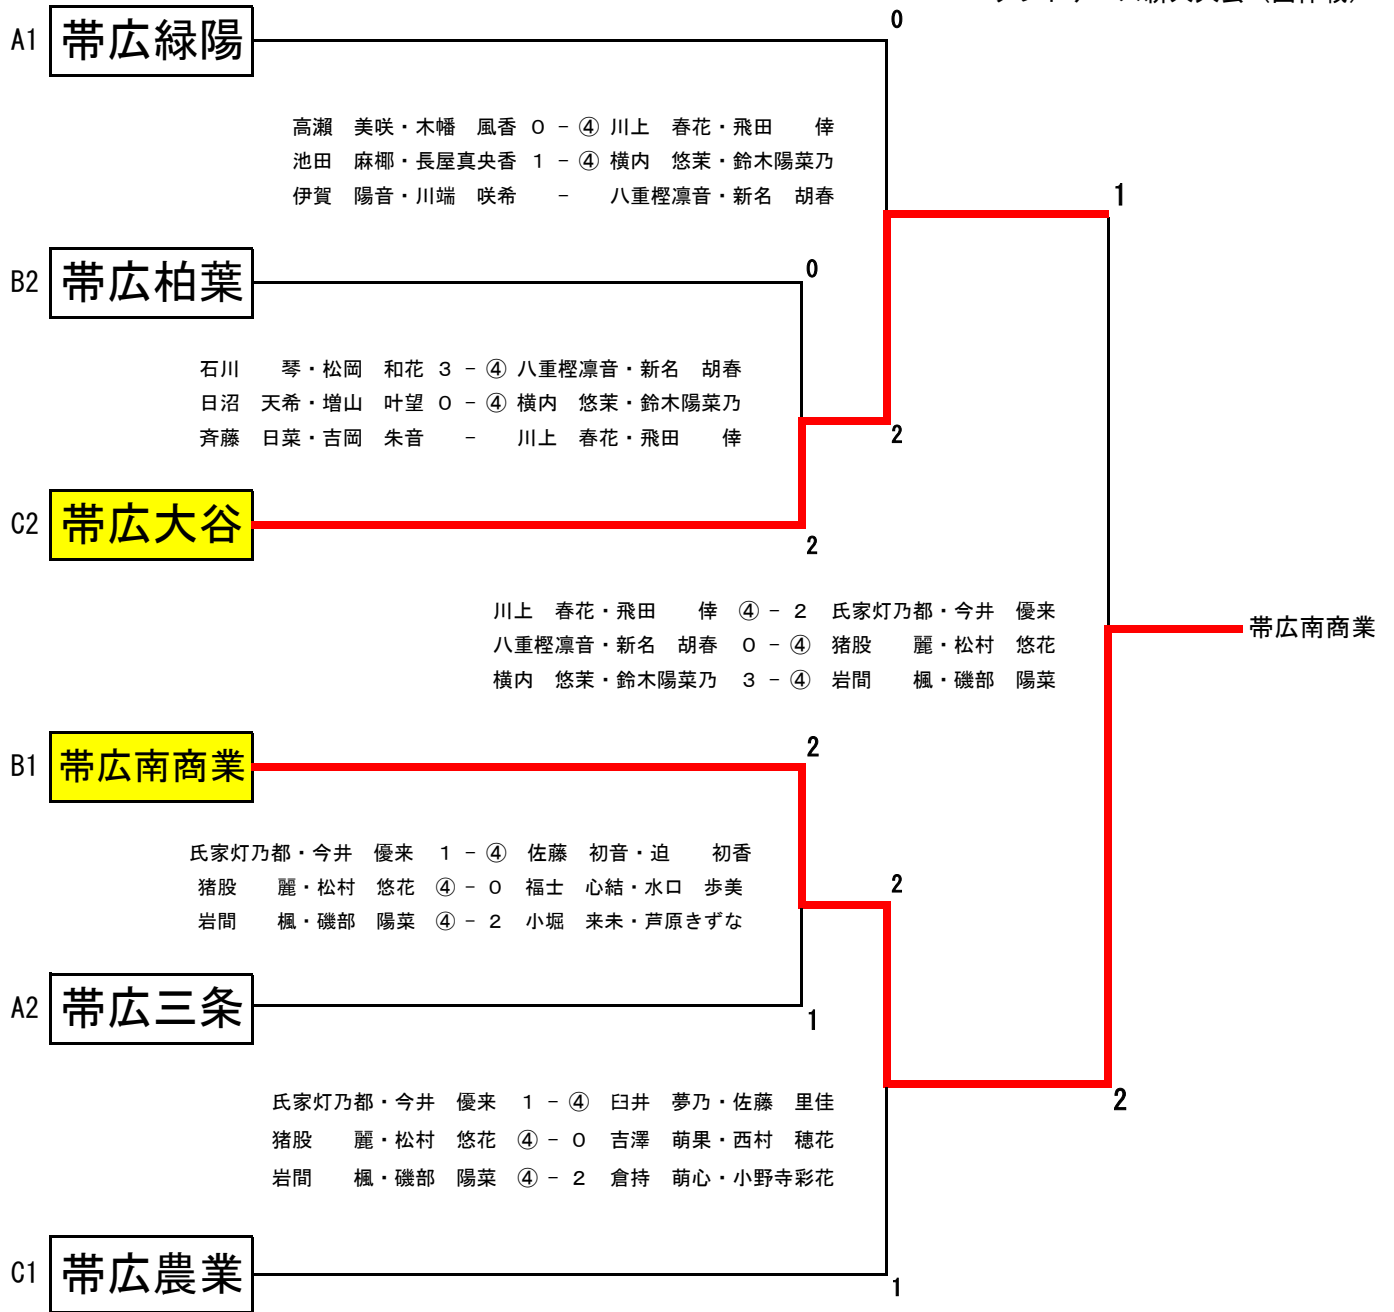 新人大会（団体戦）
0
A1 帯広緑陽
高瀬　美咲・木幡　風香 0 - ④ 川上　春花・飛田　　倖
池田　麻椰・長屋真央香 1 - ④ 横内　悠茉・鈴木陽菜乃
伊賀　陽音・川端　咲希　 - 　八重樫凛音・新名　胡春
1
B2 帯広柏葉
0
石川　　琴・松岡　和花 3 - ④ 八重樫凛音・新名　胡春
日沼　天希・増山　叶望 0 - ④ 横内　悠茉・鈴木陽菜乃
斉藤　日菜・吉岡　朱音　 - 　川上　春花・飛田　　倖
2
C2 帯広大谷
2
川上　春花・飛田　　倖 ④ - 2 氏家灯乃都・今井　優来
八重樫凛音・新名　胡春 0 - ④ 猪股　　麗・松村　悠花
横内　悠茉・鈴木陽菜乃 3 - ④ 岩間　　楓・磯部　陽菜
帯広南商業
B1 帯広南商業
2
氏家灯乃都・今井　優来 1 - ④ 佐藤　初音・迫　　初香
猪股　　麗・松村　悠花 ④ - 0 福士　心結・水口　歩美
岩間　　楓・磯部　陽菜 ④ - 2 小堀　来未・芦原きずな
2
A2 帯広三条
1
氏家灯乃都・今井　優来 1 - ④ 臼井　夢乃・佐藤　里佳
猪股　　麗・松村　悠花 ④ - 0 吉澤　萌果・西村　穂花
岩間　　楓・磯部　陽菜 ④ - 2 倉持　萌心・小野寺彩花
2
C1 帯広農業
1